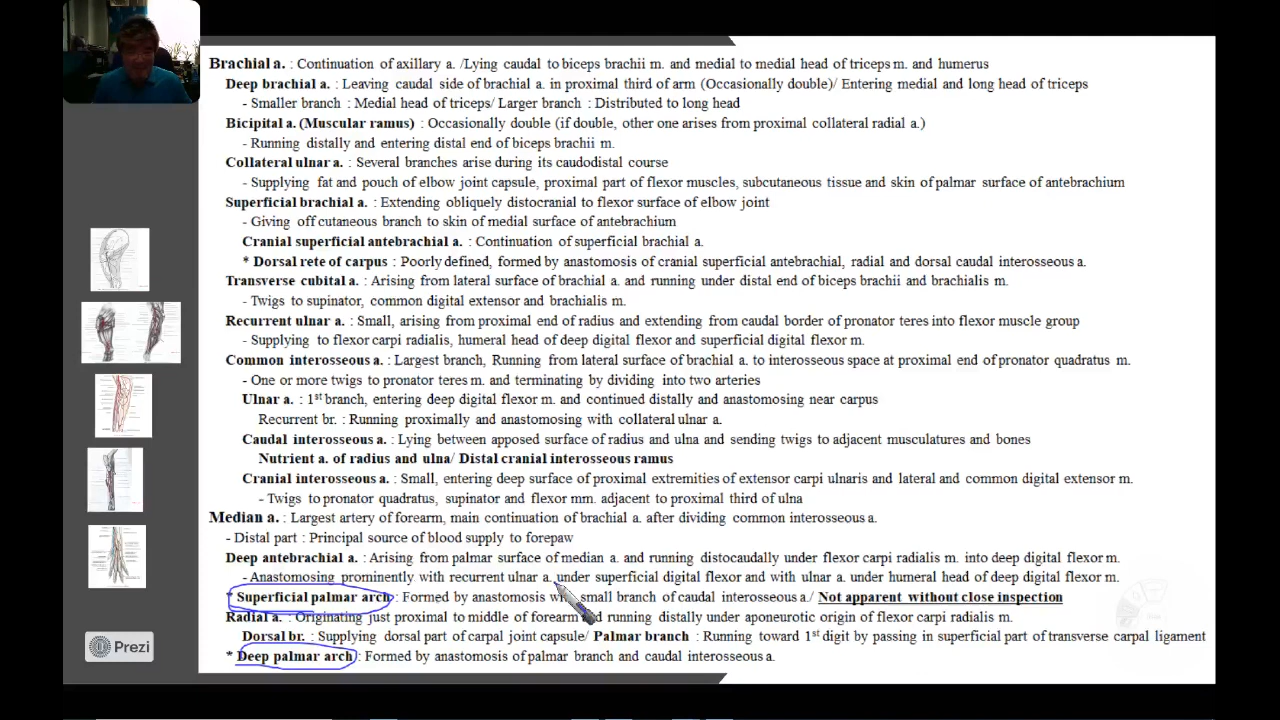 Brachial a. : Continuation of axillary a. /Lying caudal to biceps brachii m. and medial to medial head of triceps m. and humerus
Deep brachial a. : Leaving caudal side of brachial a. in proximal third of arm (Occasionally double)/ Entering medial and long head of triceps
- Smaller branch : Medial head of triceps/ Larger branch : Distributed to long head
Bicipital a. (Muscular ramus) : Occasionally double (if double, other one arises from proximal collateral radial a.)
- Running distally and entering distal end of biceps brachii m.
Collateral ulnar a. : Several branches arise during its caudodistal course
- Supplying fat and pouch of elbow joint capsule, proximal part of flexor muscles, subcutaneous tissue and skin of palmar surface of antebrachium
Superficial brachial a. : Extending obliquely distocranial to flexor surface of elbow joint
- Giving off cutaneous branch to skin of medial surface of antebrachium
Cranial superficial antebrachial a. : Continuation of superficial brachial a.
* Dorsal rete of carpus : Poorly defined, formed by anastomosis of cranial superficial antebrachial, radial and dorsal caudal interosseous a.
Transverse cubital a. : Arising from lateral surface of brachial a. and running under distal end of biceps brachii and brachialis m.
- Twigs to supinator, common digital extensor and brachialis m.
Recurrent ulnar a. : Small, arising from proximal end of radius and extending from caudal border of pronator teres into flexor muscle group
- Supplying to flexor carpi radialis, humeral head of deep digital flexor and superficial digital flexor m.
Common interosseous a. : Largest branch, Running from lateral surface of brachial a. to interosseous space at proximal end of pronator quadratus m.
- One or more twigs to pronator teres m. and terminating by dividing into two arteries
Ulnar a. : 1st branch, entering deep digital flexor m. and continued distally and anastomosing near carpus
Recurrent br. : Running proximally and anastomosing with collateral ulnar a.
Caudal interosseous a. : Lying between apposed surface of radius and ulna and sending twigs to adjacent musculatures and bones
Nutrient a. of radius and ulna/ Distal cranial interosseous ramus
Cranial interosseous a. : Small, entering deep surface of proximal extremities of extensor carpi ulnaris and lateral and common digital extensor m.
- Twigs to pronator quadratus, supinator and flexor mm. adjacent to proximal third of ulna
Median a. : Largest artery of forearm, main continuation of brachial a. after dividing common interosseous a.
- Distal part : Principal source of blood supply to forepaw
Deep antebrachial a. : Arising from palmar surface of median a. and running distocaudally under flexor carpi radialis m. into deep digital flexor m.
- Anastomosing prominently with recurrent ulnar a. under superficial digital flexor and with ulnar a. under humeral head of deep digital flexor m.
* Superficial palmar arch : Formed by anastomosis small branch of caudal interosseous a./ Not apparent without close inspection
Radial a. : Originating just proximal to middle of forearm and running distally under aponeurotic origin of flexor carpi radialis m.
Dorsal br. : Supplying dorsal part of carpal joint capsule/ Palmar branch : Running toward 1st digit by passing in superficial part of transverse carpal ligament
* Deep palmar arch : Formed by anastomosis of palmar branch and caudal interosseous a.
Prezi